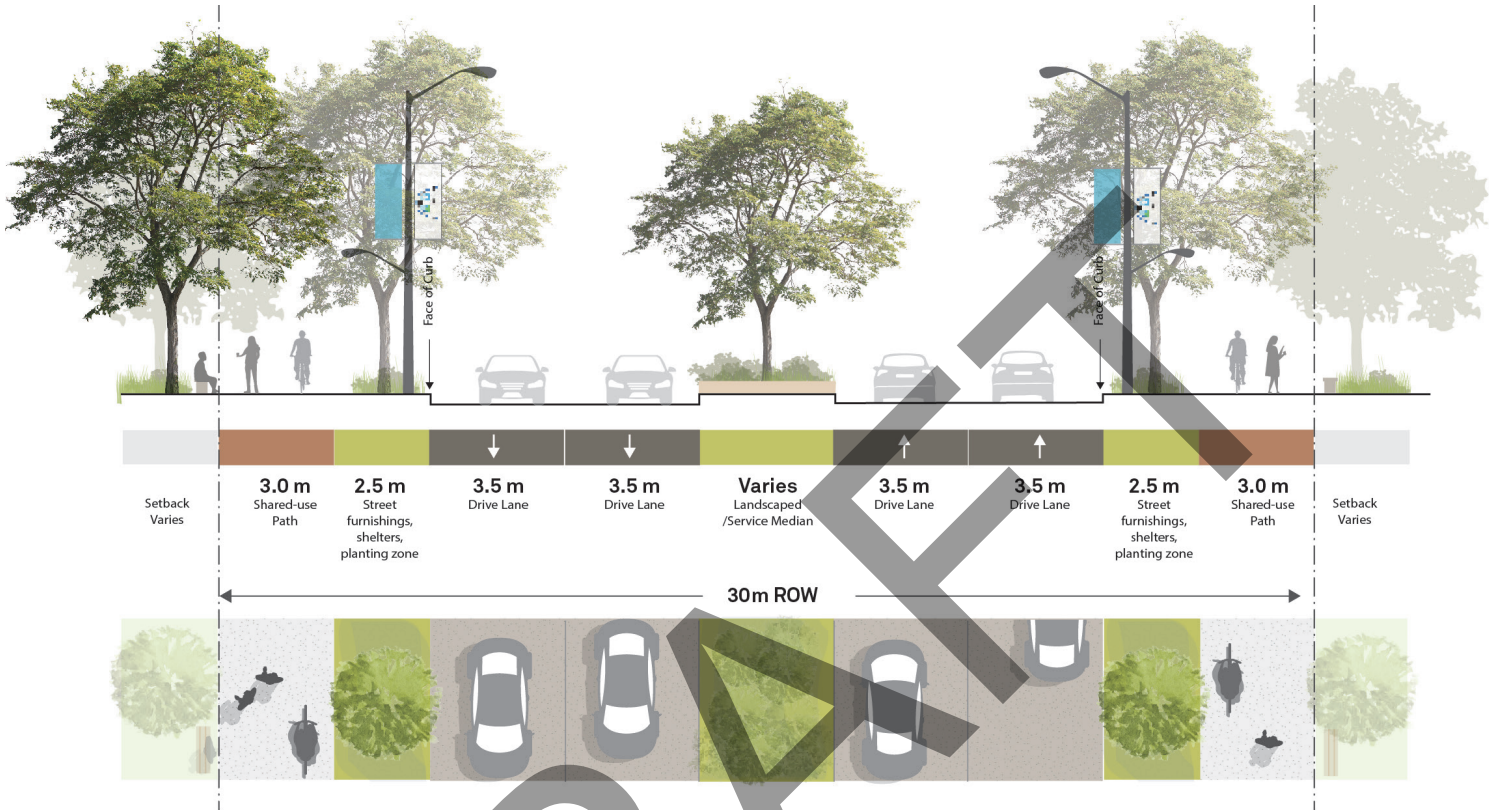 Face of Curb
Face of Curb
Setback
Varies
3.0 m
Shared-use
Path
2.5 m
Street
furnishings,
shelters,
planting zone
3.5 m
Drive Lane
3.5 m
Drive Lane
Varies
Landscaped
/Service Median
3.5 m
Drive Lane
3.5 m
Drive Lane
2.5 m
Street
furnishings,
shelters,
planting zone
3.0 m
Shared-use
Path
Setback
Varies
30m ROW
AFT